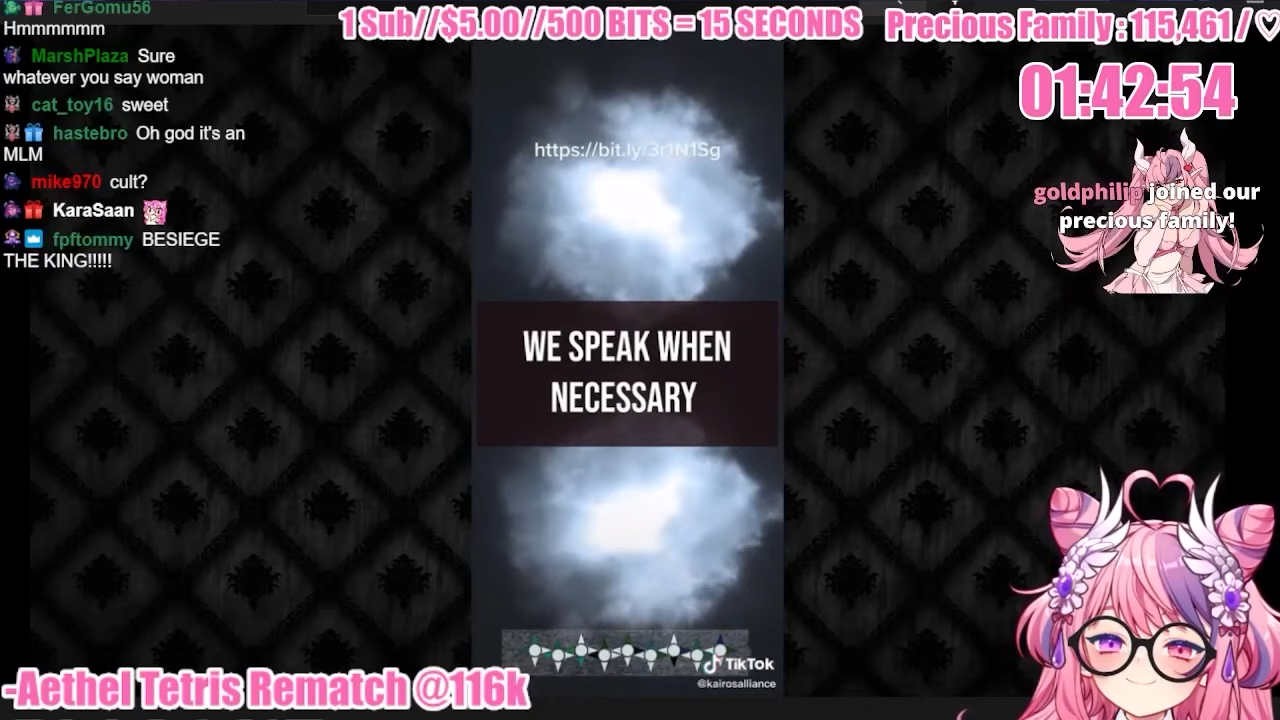 FerGomu56
Hmmmmmm
MarshPlaza Sure
whatever you say woman
cat_toy16 sweet
hastebro Oh god it's an
MLM
mike970 cult?
KaraSaan
fpftommy BESIEGE
THE KING!!!!!
1 Sub//$5.00//500 BITS = 15 SECONDS
Precious Family : 115,461 / ♡
01:42:54
goldphilip joined our
precious family!
https://bit.ly/3r1N1Sg
WE SPEAK WHEN
NECESSARY
TikTok
@kairosalliance
-Aethel Tetris Rematch @116k